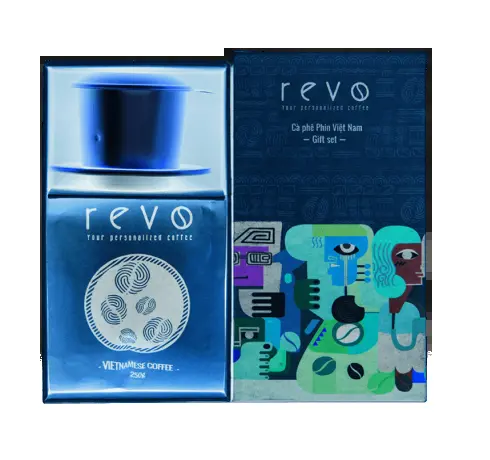 revo
Your personalized coffee
- VIETNAMESE COFFEE -
250g
revo
Your personalized coffee
Cà phê Phin Việt Nam
– Gift set –